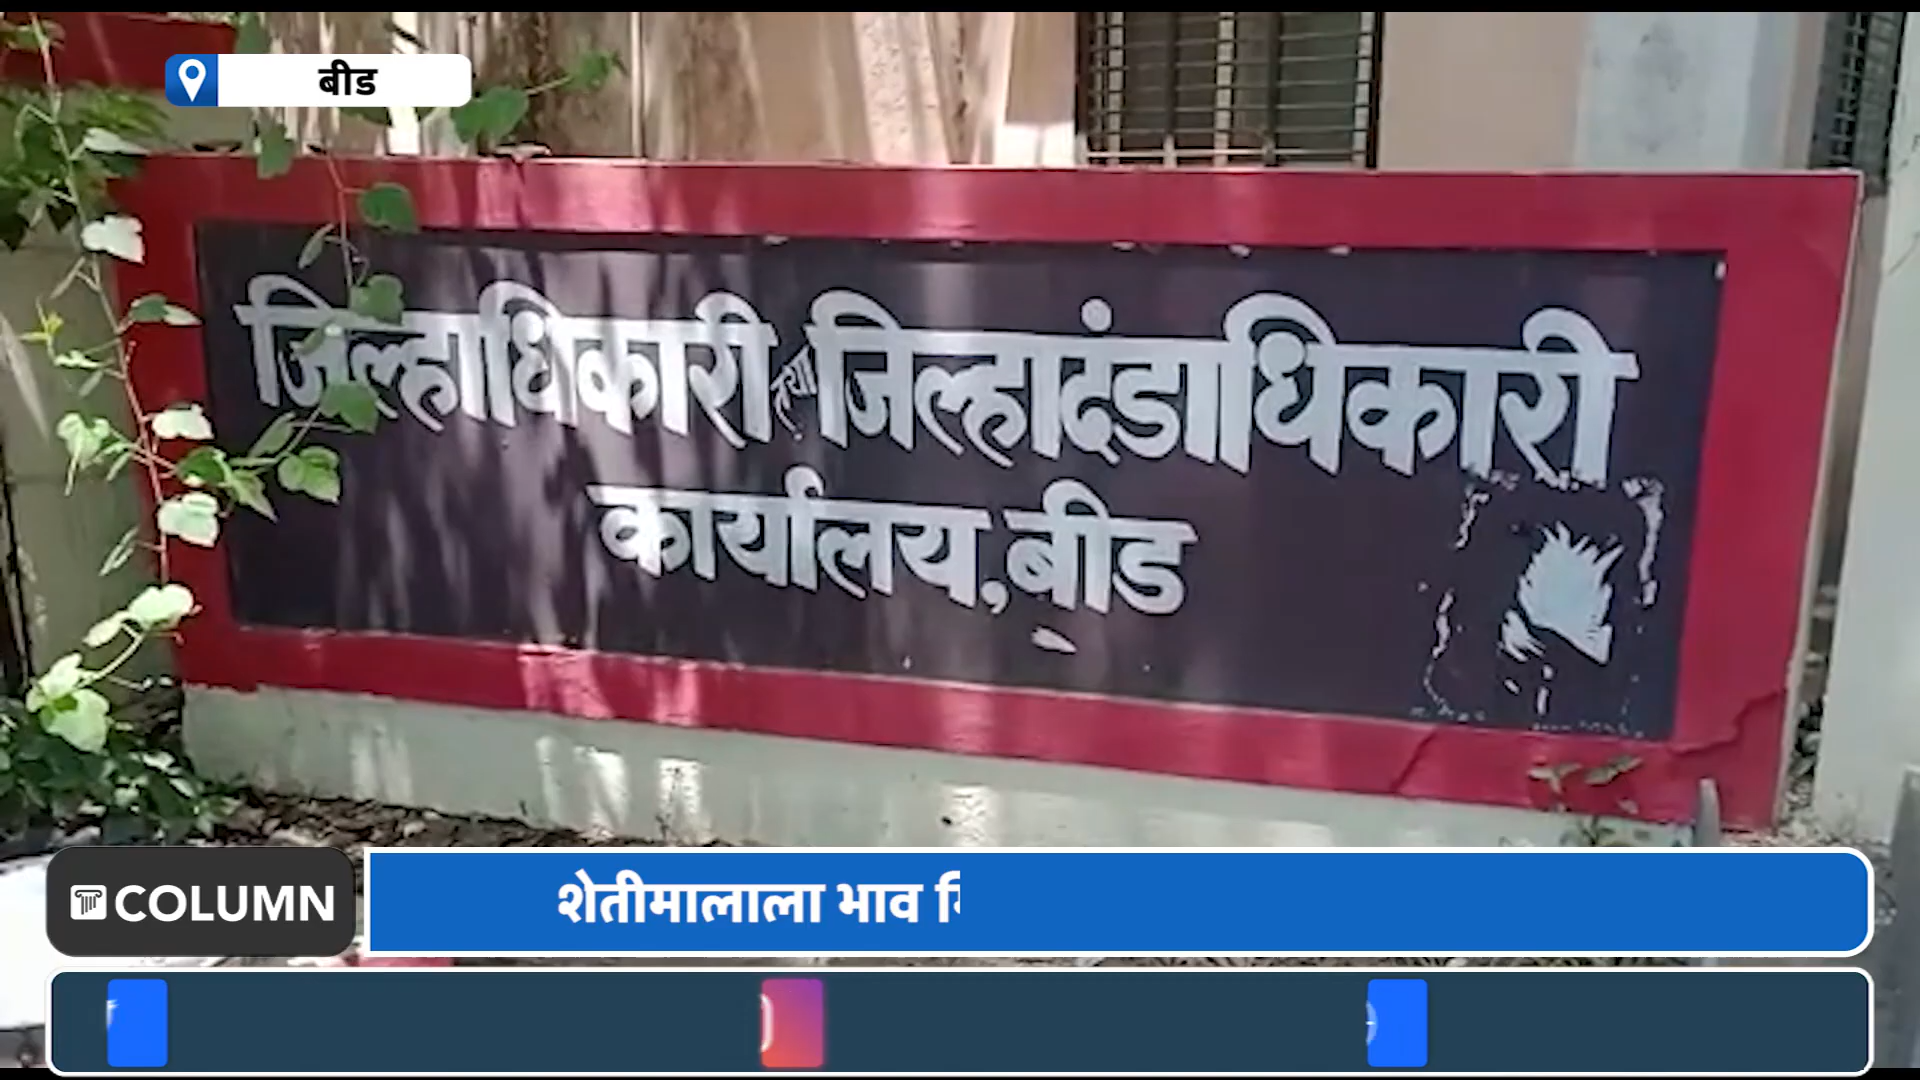 बीड
जिल्हाधिकारी तथा जिल्हादंडाधिकारी
कार्यालय, बीड
COLUMN
शेतीमालाला भाव